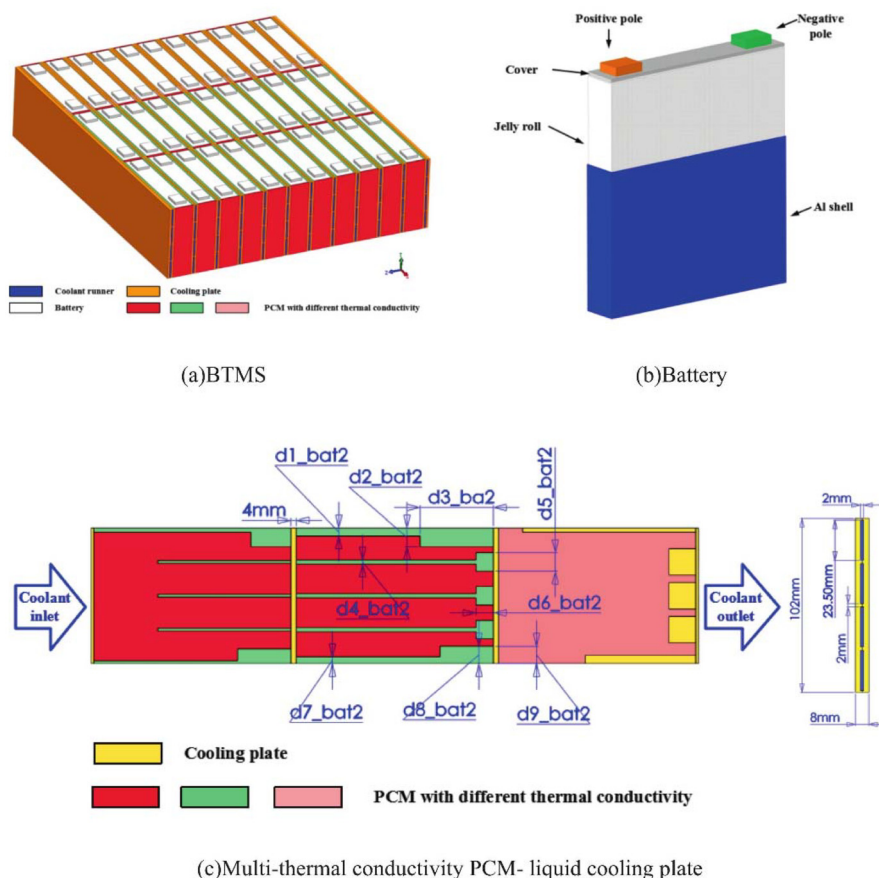 Positive pole
Negative
pole
Cover
Jelly roll
Al shell
Coolant runner
Cooling plate
Battery
PCM with different thermal conductivity
(a)BTMS
(b)Battery
d1_bat2
d2_bat2
d3_ba2
d5_bat2
4mm
2mm
Coolant
inlet
d4_bat2
d6_bat2
Coolant
outlet
102mm
23.50mm
2mm
d7_bat2
d8_bat2
d9_bat2
8mm
Cooling plate
PCM with different thermal conductivity
(c)Multi-thermal conductivity PCM- liquid cooling plate